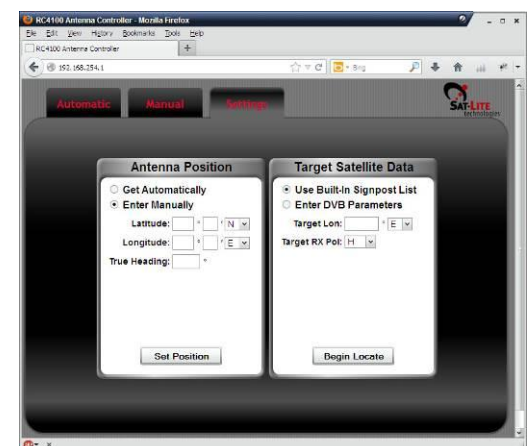 RC4100 Antenna Controller - Mozilla Firefox
File Edit View History Bookmarks Tools Help
RC4100 Antenna Controller
192.168.254.1
Automatic Manual Settings
SAT-LITE
technologies
Antenna Position
Get Automatically
Enter Manually
Latitude: ° ' N
Longitude: ° ' E
True Heading: °
Set Position
Target Satellite Data
Use Built-In Signpost List
Enter DVB Parameters
Target Lon: ° E
Target RX Pol: H
Begin Locate